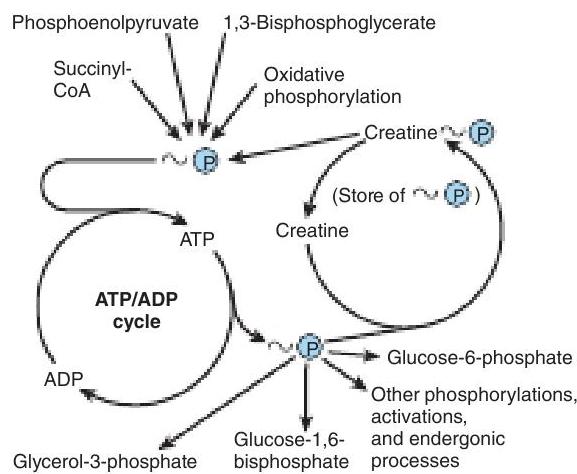 Phosphoenolpyruvate
1,3-Bisphosphoglycerate
Succinyl-
CoA
Oxidative
phosphorylation
Creatine ~ P
~ P
(Store of ~ P)
ATP
Creatine
ATP/ADP
cycle
~ P
Glucose-6-phosphate
ADP
Other phosphorylations,
activations,
and endergonic
processes
Glucose-1,6-
bisphosphate
Glycerol-3-phosphate